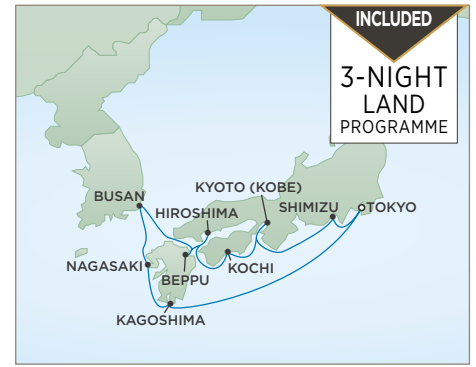 INCLUDED
3-NIGHT
LAND
PROGRAMME
BUSAN
KYOTO (KOBE)
HIROSHIMA
SHIMIZU
TOKYO
NAGASAKI
BEPPU
KOCHI
KAGOSHIMA